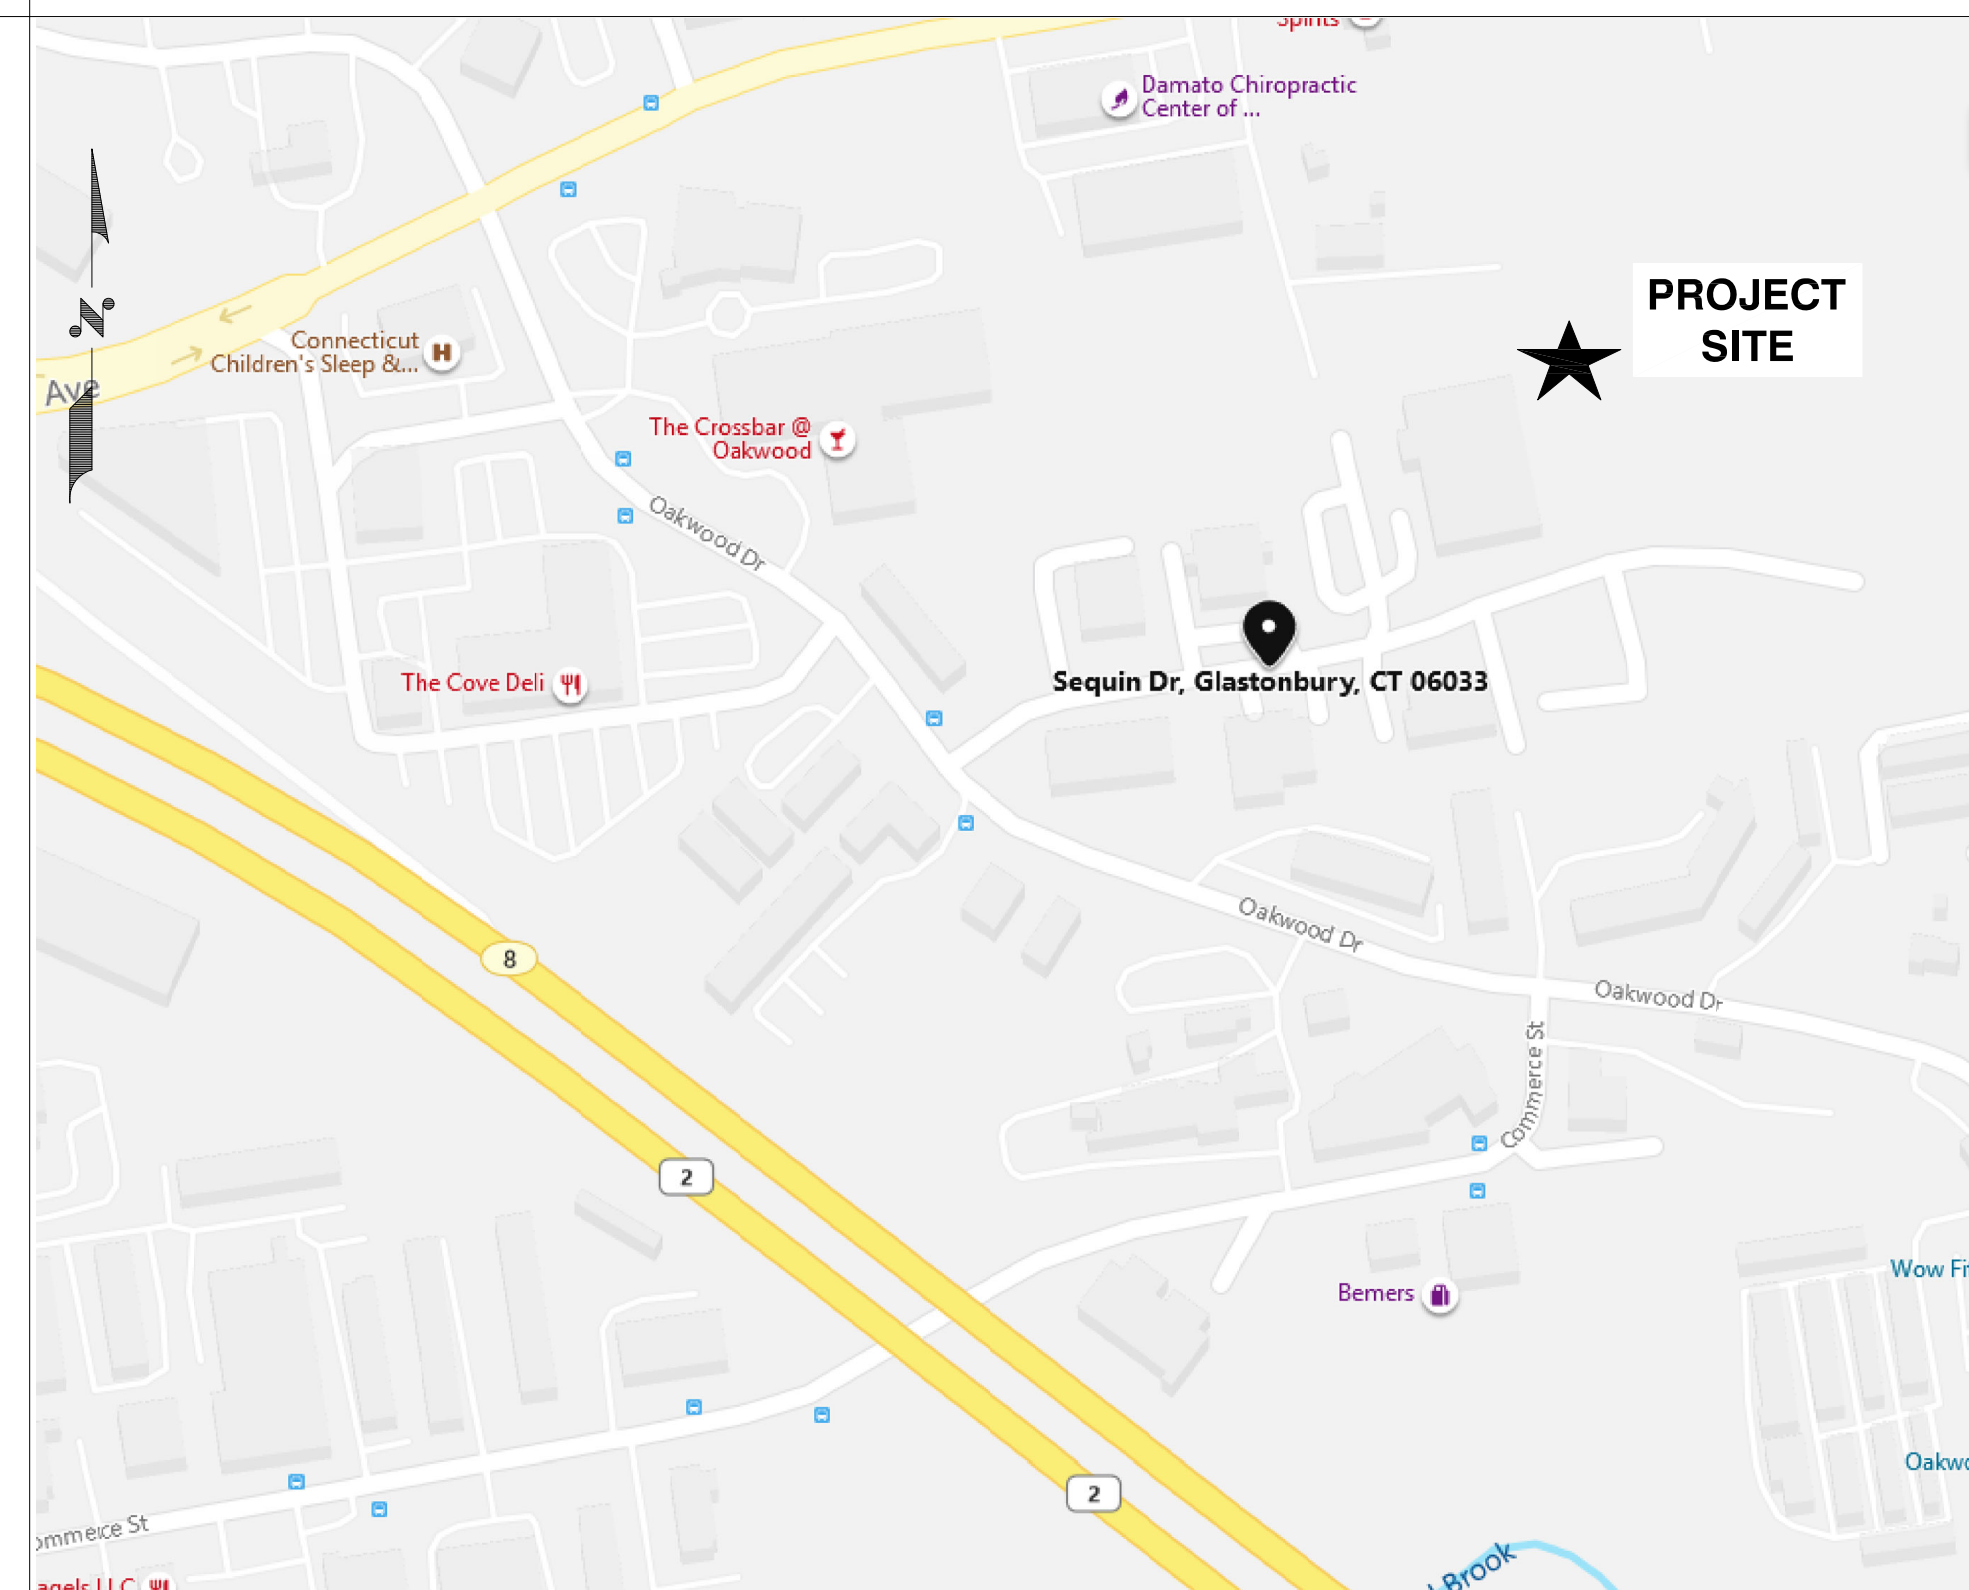 Spirits
Damato Chiropractic
Center of ...
PROJECT
SITE
N
Connecticut
Children's Sleep &...
H
Ave
The Crossbar @
Oakwood
Oakwood Dr
The Cove Deli
Sequin Dr, Glastonbury, CT 06033
Oakwood Dr
8
Oakwood Dr
Commerce St
2
Wow Fi
Bemers
Oakwo
2
ommerce St
Brook
agels LLC